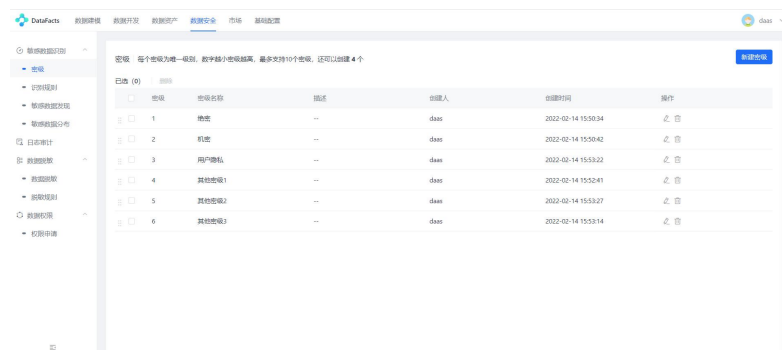 DataFacts 数据建模 数据开发 数据资产 数据安全 市场 基础配置 daas
敏感数据识别
密级
识别规则
敏感数据发现
敏感数据分布
日志审计
数据脱敏
数据脱敏
脱敏规则
数据权限
权限申请
密级 每个密级为唯一级别，数字越小密级越高，最多支持10个密级，还可以创建 4 个 新建密级
已选（0）
密级 密级名称 描述 创建人 创建时间 操作
1 绝密 -- daas 2022-02-14 15:50:34
2 机密 -- daas 2022-02-14 15:50:42
3 用户隐私 -- daas 2022-02-14 15:53:22
4 其他密级1 -- daas 2022-02-14 15:52:41
5 其他密级2 -- daas 2022-02-14 15:53:27
6 其他密级3 -- daas 2022-02-14 15:53:14